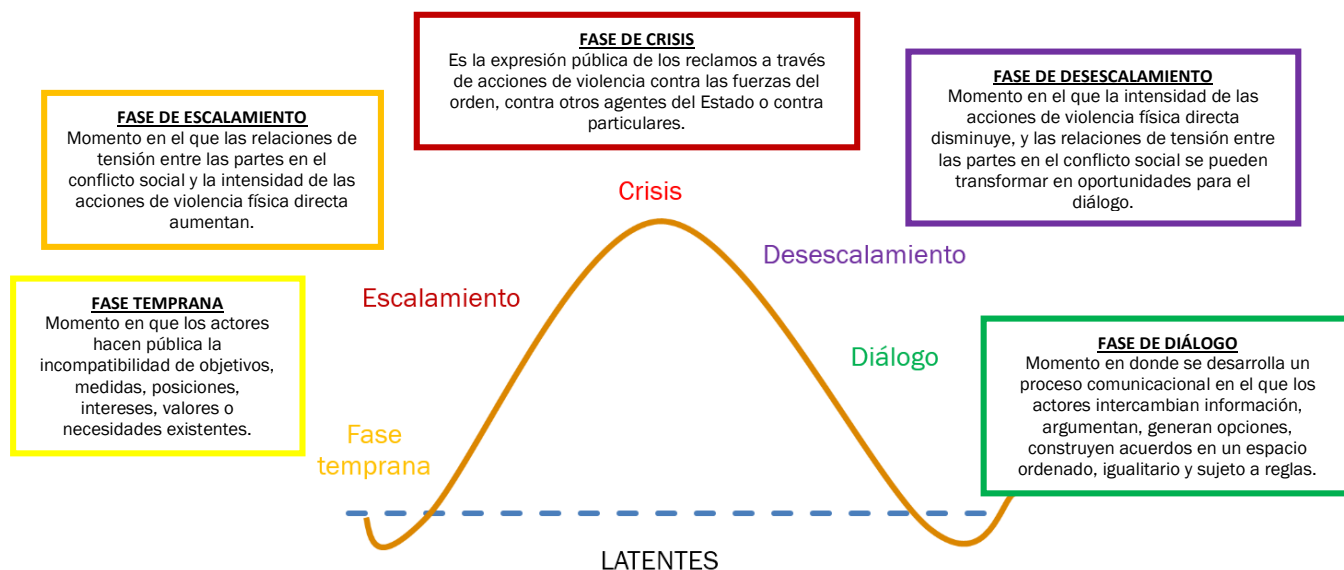 FASE DE CRISIS
Es la expresión pública de los reclamos a través
de acciones de violencia contra las fuerzas del
orden, contra otros agentes del Estado o contra
particulares.
FASE DE DESESCALAMIENTO
Momento en el que la intensidad de las
acciones de violencia física directa
disminuye, y las relaciones de tensión entre
las partes en el conflicto social se pueden
transformar en oportunidades para el
diálogo.
FASE DE ESCALAMIENTO
Momento en el que las relaciones de
tensión entre las partes en el
conflicto social y la intensidad de las
acciones de violencia física directa
aumentan.
Crisis
Desescalamiento
Escalamiento
FASE TEMPRANA
Momento en que los actores
hacen pública la
incompatibilidad de objetivos,
medidas, posiciones,
intereses, valores o
necesidades existentes.
Diálogo
FASE DE DIÁLOGO
Momento en donde se desarrolla un
proceso comunicacional en el que los
actores intercambian información,
argumentan, generan opciones,
construyen acuerdos en un espacio
ordenado, igualitario y sujeto a reglas.
Fase
temprana
LATENTES